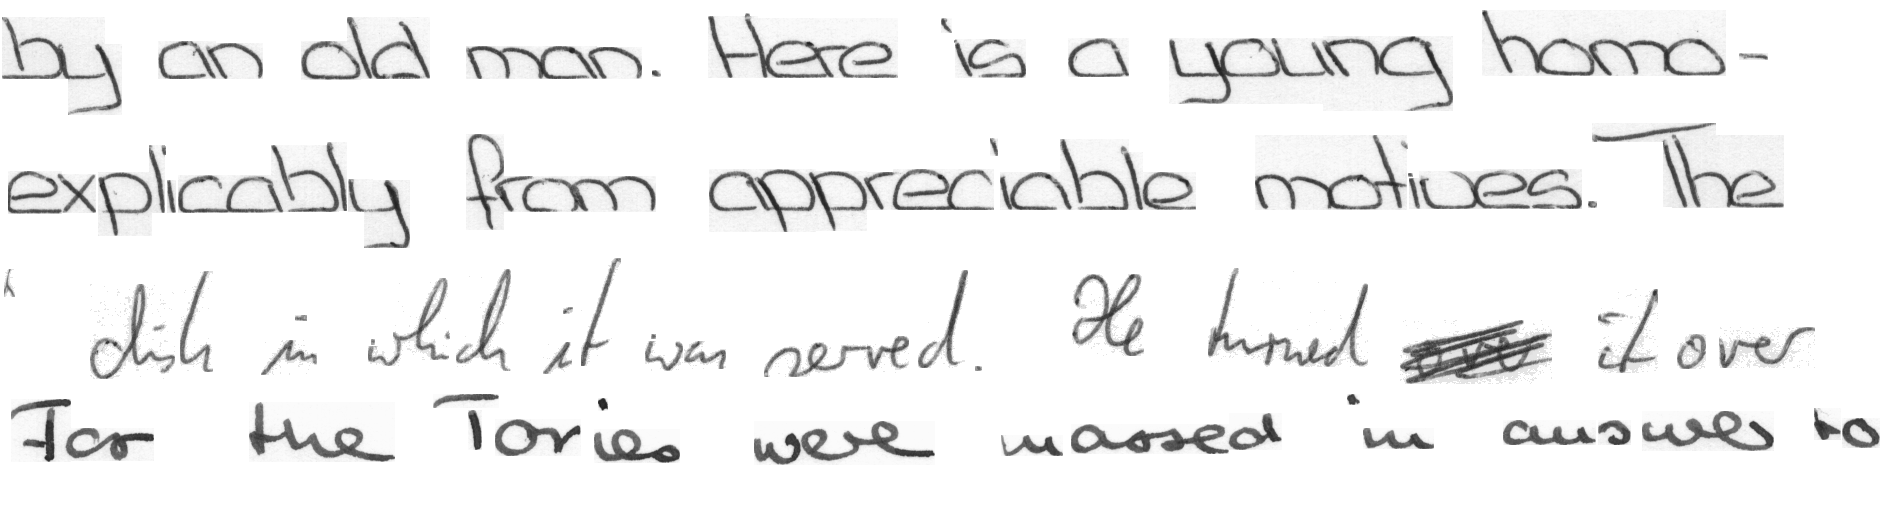 by an old man. Here is a young homo-
explicably from appreciable motives. The
dish in which it was served. He turned it over
For the Tories were massed in answer to